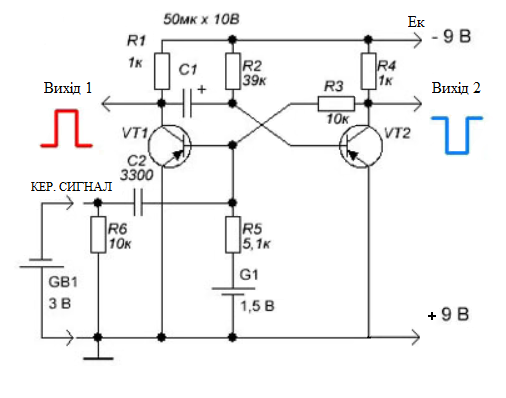 50мк x 10В
Ек
- 9 В
R1
1к
C1
+
R2
39к
R3
10к
R4
1к
Вихід 1
Вихід 2
VT1
VT2
C2
3300
КЕР. СИГНАЛ
R6
10к
R5
5,1к
GB1
3 В
G1
1,5 В
+ 9 В